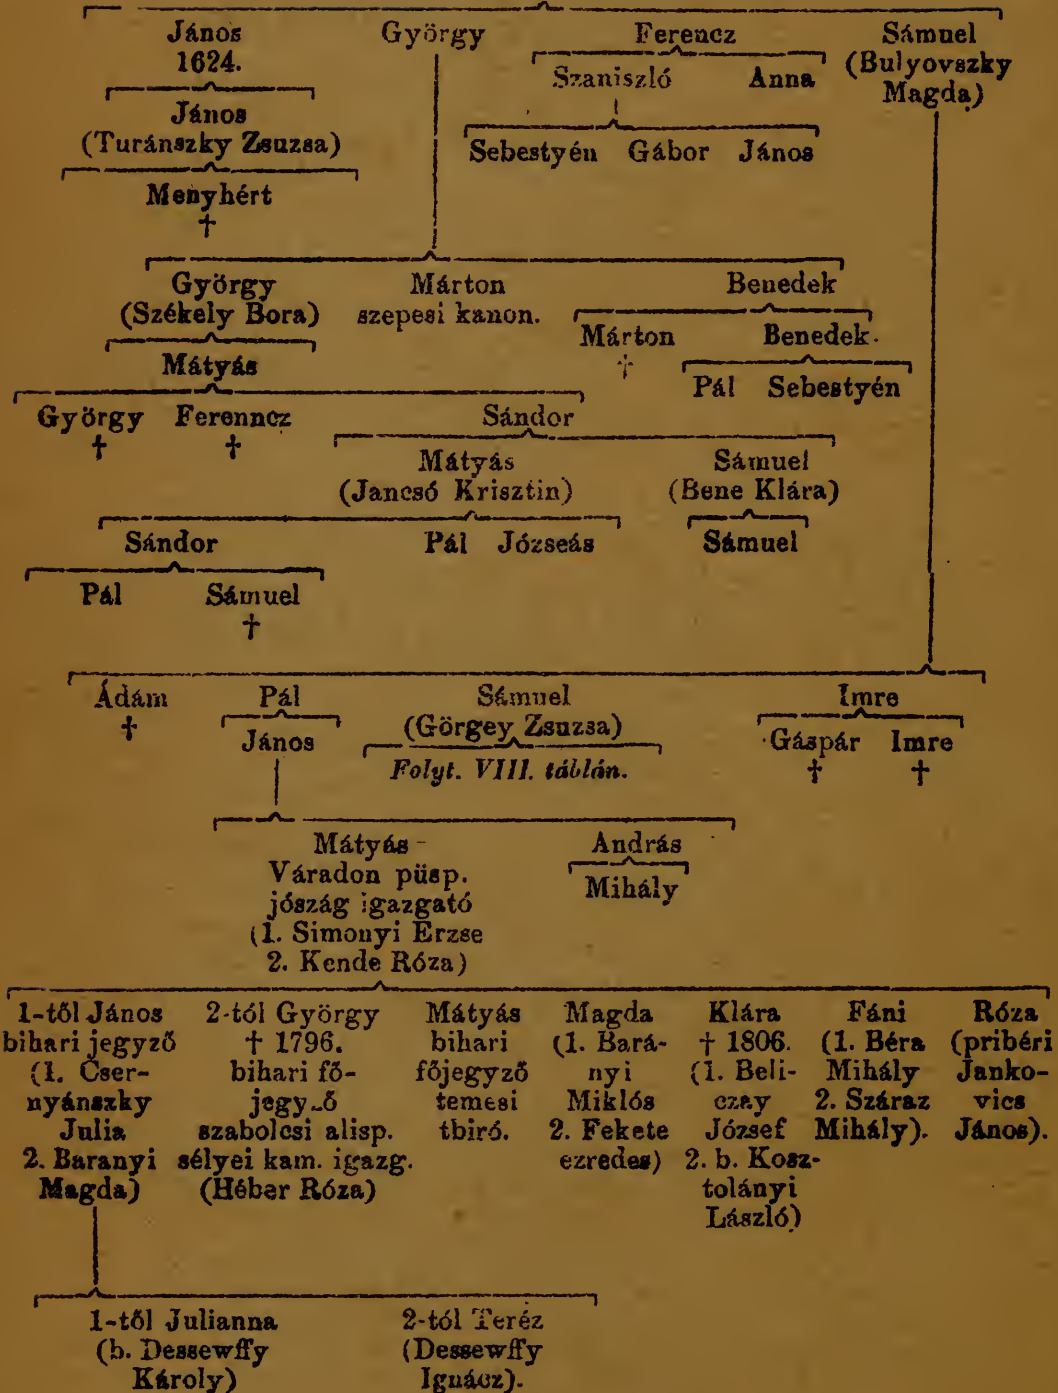 János György Ferencz Sámuel
1624. (Bulyovszky
Szaniszló Anna Magda)
János
(Turánszky Zsuzsa)
Sebestyén Gábor János
Menyhért
†
György Márton Benedek
(Székely Bora) szepesi kanon.
Márton Benedek
†
Mátyás
Pál Sebestyén
György Ferenncz Sándor
† †
Mátyás Sámuel
(Jancsó Krisztin) (Bene Klára)
Sándor Pál Józseás Sámuel
Pál Sámuel
†
Ádám Pál Sámuel Imre
† (Görgey Zsuzsa)
János Gáspár Imre
Folyt. VIII. táblán. † †
Mátyás András
Váradon püsp. Mihály
jószág igazgató
(1. Simonyi Erzse
2. Kende Róza)
1-től János 2-tól György Mátyás Magda Klára Fáni Róza
bihari jegyző † 1796. bihari (1. Bará- † 1806. (1. Béra (pribéri
(1. Cser- bihari fő- főjegyző nyi (1. Beli- Mihály Janko-
nyánszky jegyző temesi Miklós czay 2. Száraz vics
Julia szabolcsi alisp. tbiró. 2. Fekete József Mihály). János).
2. Baranyi sélyei kam. igazg. ezredes) 2. b. Kosz-
Magda) (Héber Róza) tolányi
László)
1-től Julianna 2-tól Teréz
(b. Dessewffy (Dessewffy
Károly) Ignácz).